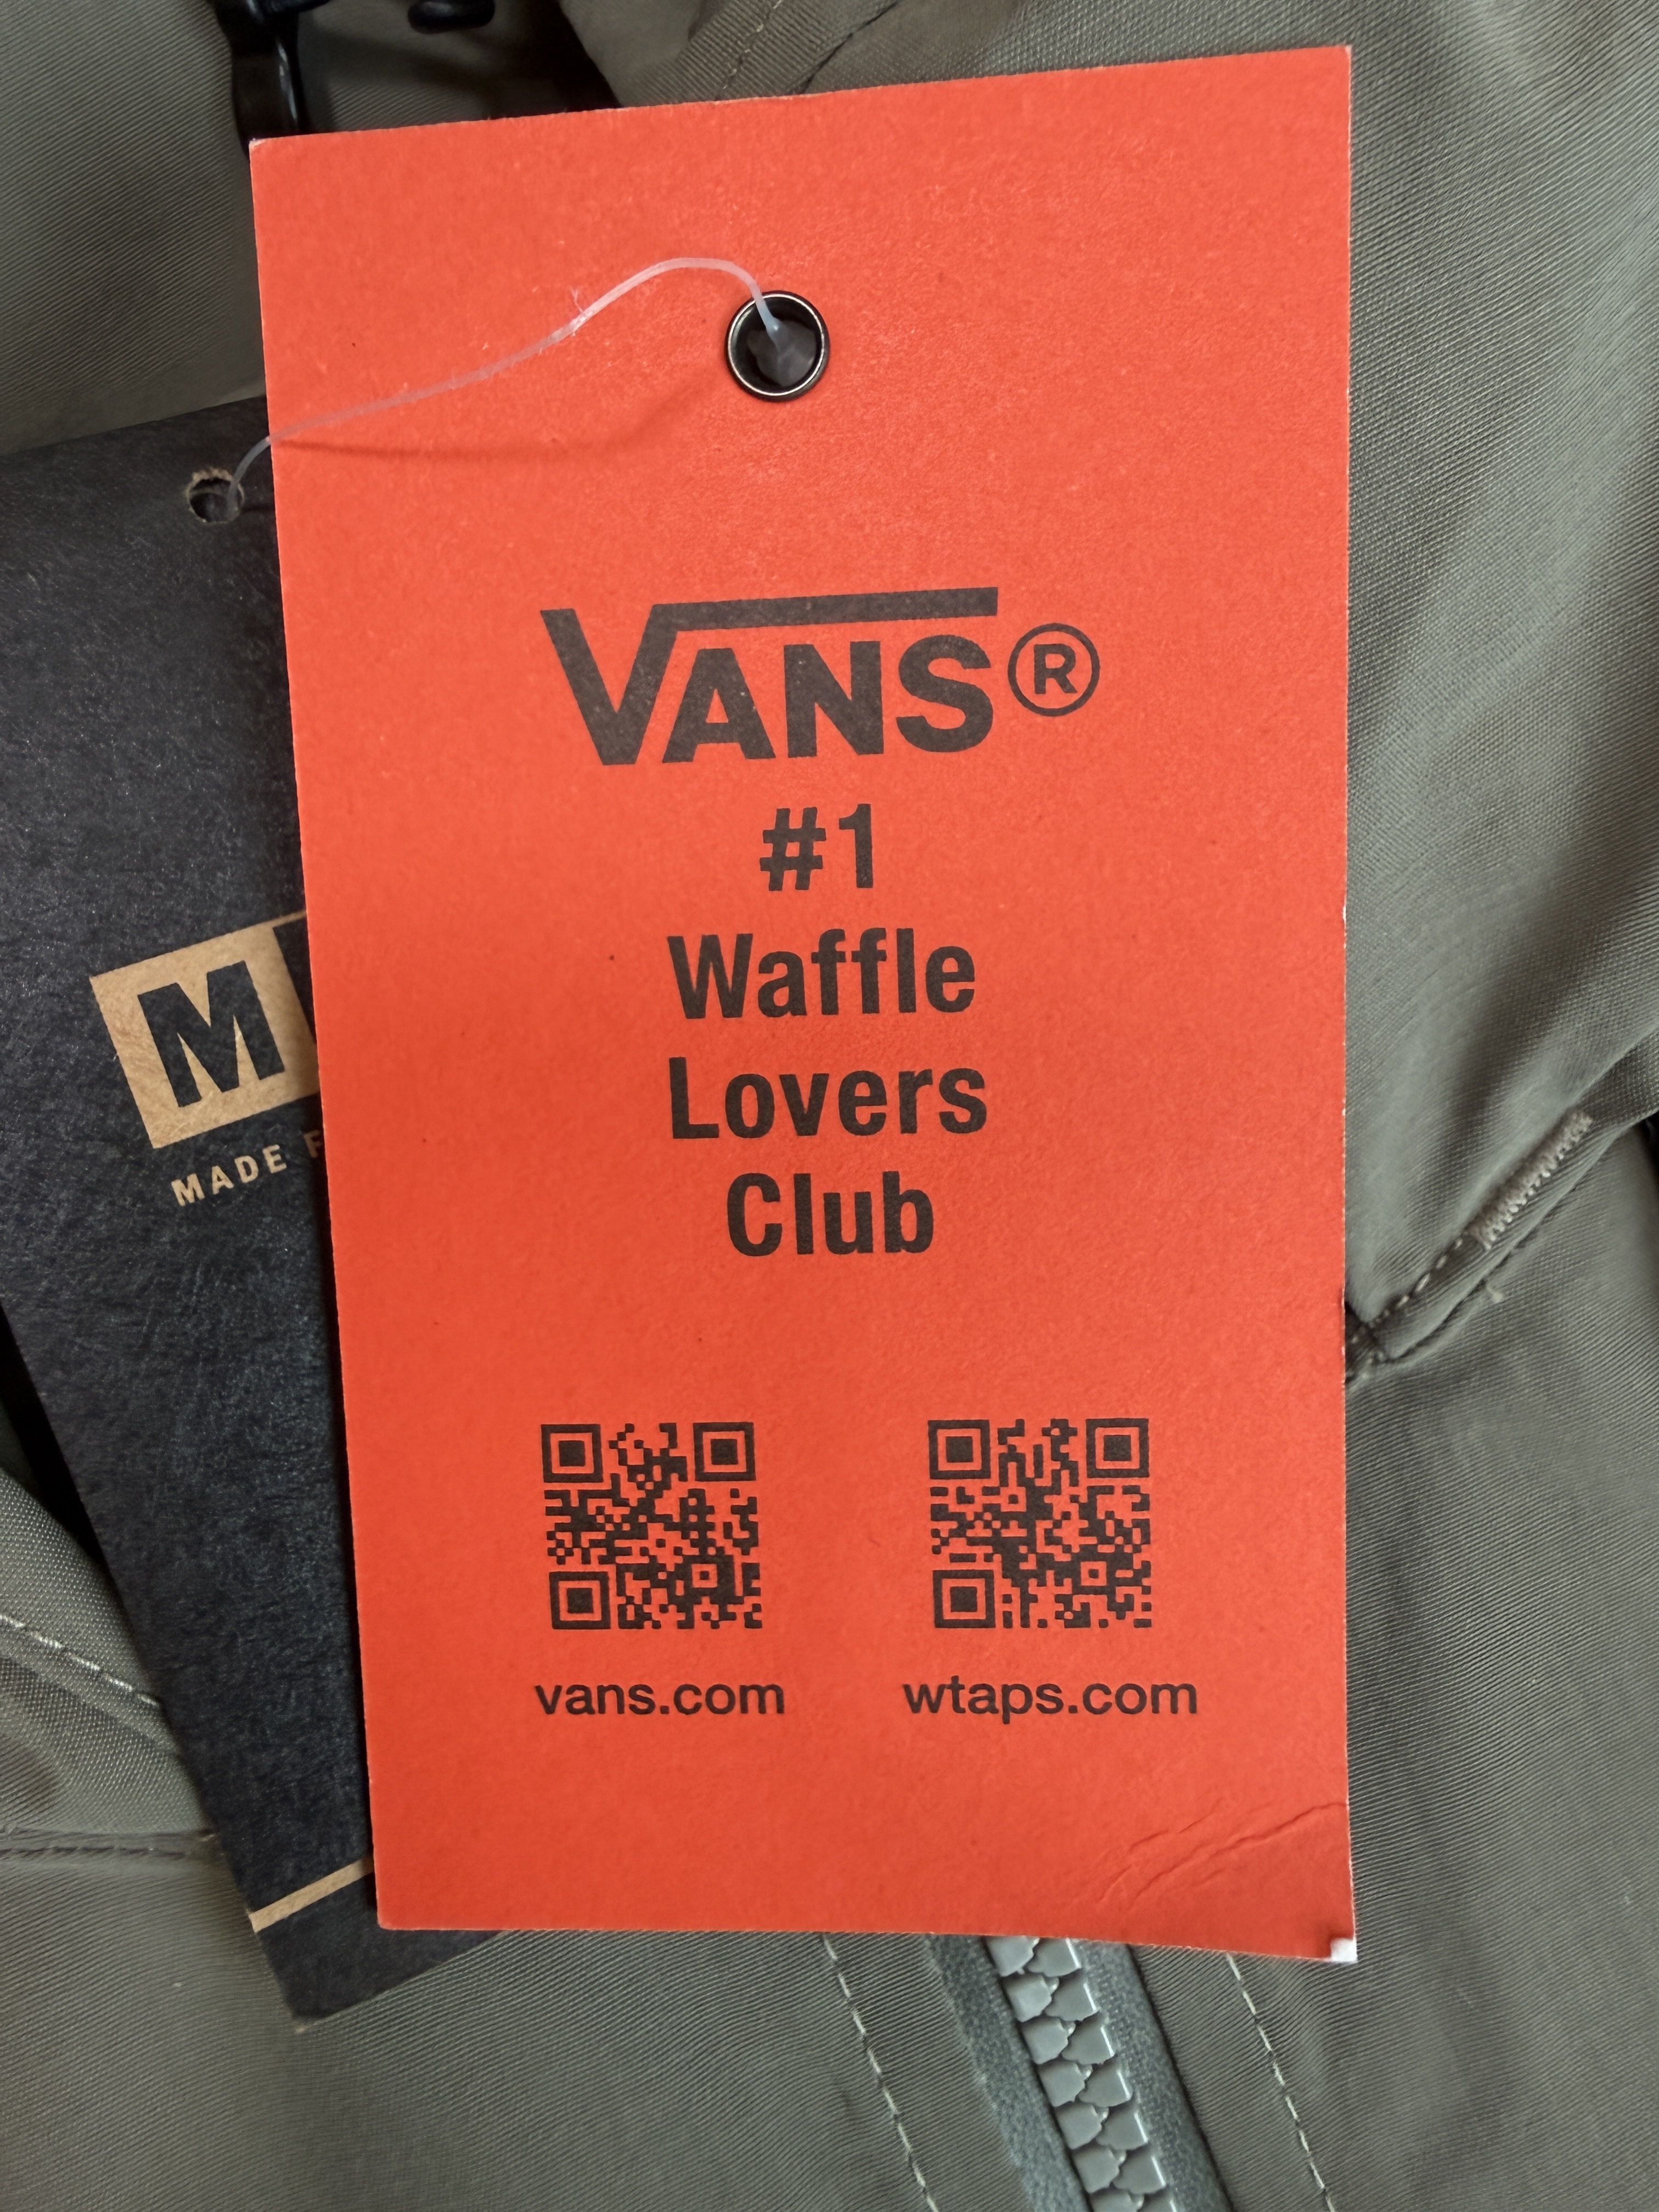 VANS®
#1
Waffle
Lovers
Club
vans.com
wtaps.com
M
MADE